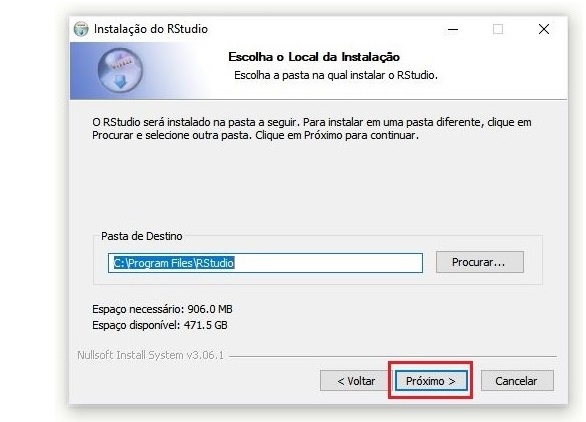 Instalação do RStudio
Escolha o Local da Instalação
Escolha a pasta na qual instalar o RStudio.
O RStudio será instalado na pasta a seguir. Para instalar em uma pasta diferente, clique em
Procurar e selecione outra pasta. Clique em Próximo para continuar.
Pasta de Destino
C:\Program Files\RStudio
Procurar...
Espaço necessário: 906.0 MB
Espaço disponível: 471.5 GB
Nullsoft Install System v3.06.1
< Voltar
Próximo >
Cancelar